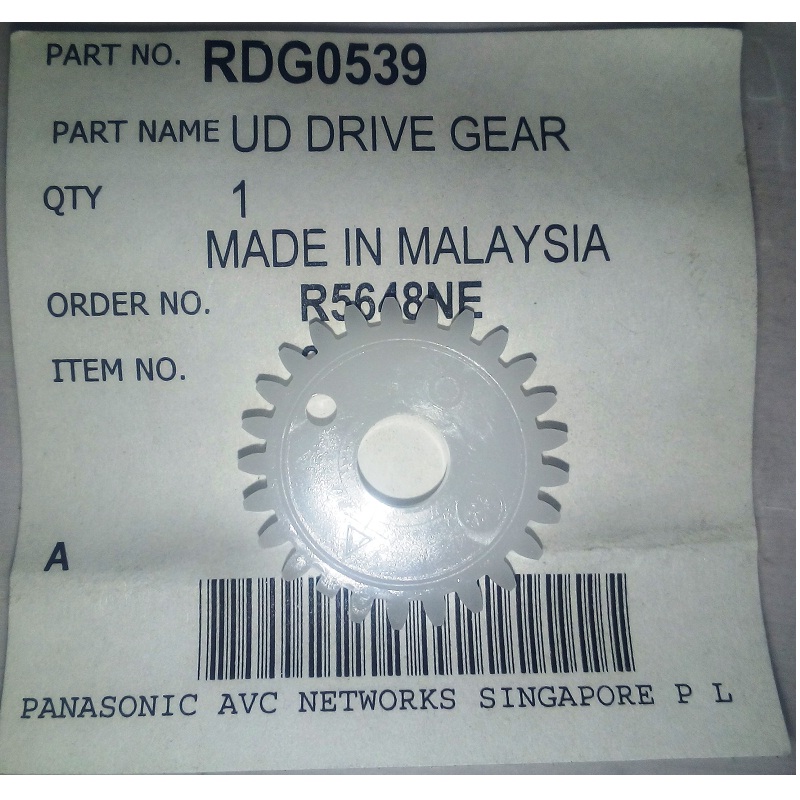 PART NO. RDG0539
PART NAME UD DRIVE GEAR
QTY 1
MADE IN MALAYSIA
ORDER NO. R5648NE
ITEM NO.
A
PANASONIC AVC NETWORKS SINGAPORE P L